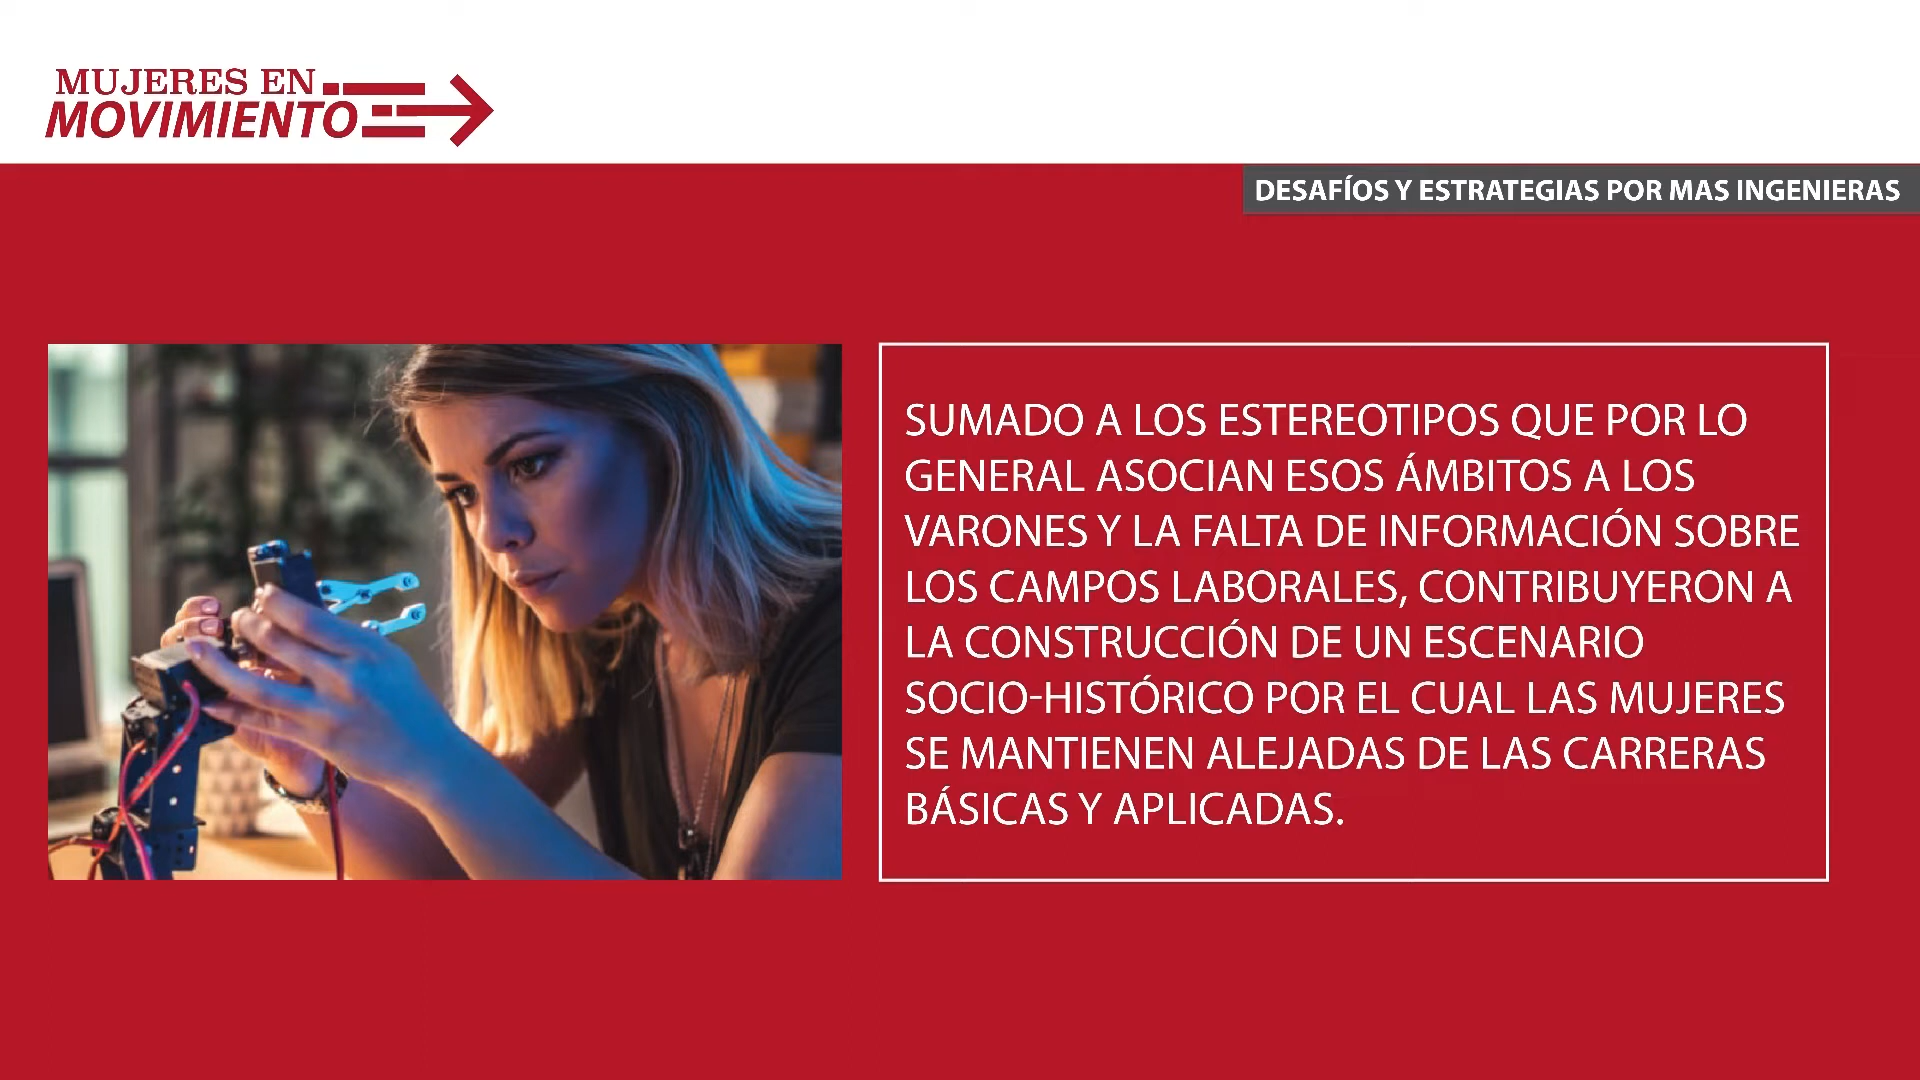 MUJERES EN
MOVIMIENTO
DESAFÍOS Y ESTRATEGIAS POR MAS INGENIERAS
SUMADO A LOS ESTEREOTIPOS QUE POR LO
GENERAL ASOCIAN ESOS ÁMBITOS A LOS
VARONES Y LA FALTA DE INFORMACIÓN SOBRE
LOS CAMPOS LABORALES, CONTRIBUYERON A
LA CONSTRUCCIÓN DE UN ESCENARIO
SOCIO-HISTÓRICO POR EL CUAL LAS MUJERES
SE MANTIENEN ALEJADAS DE LAS CARRERAS
BÁSICAS Y APLICADAS.